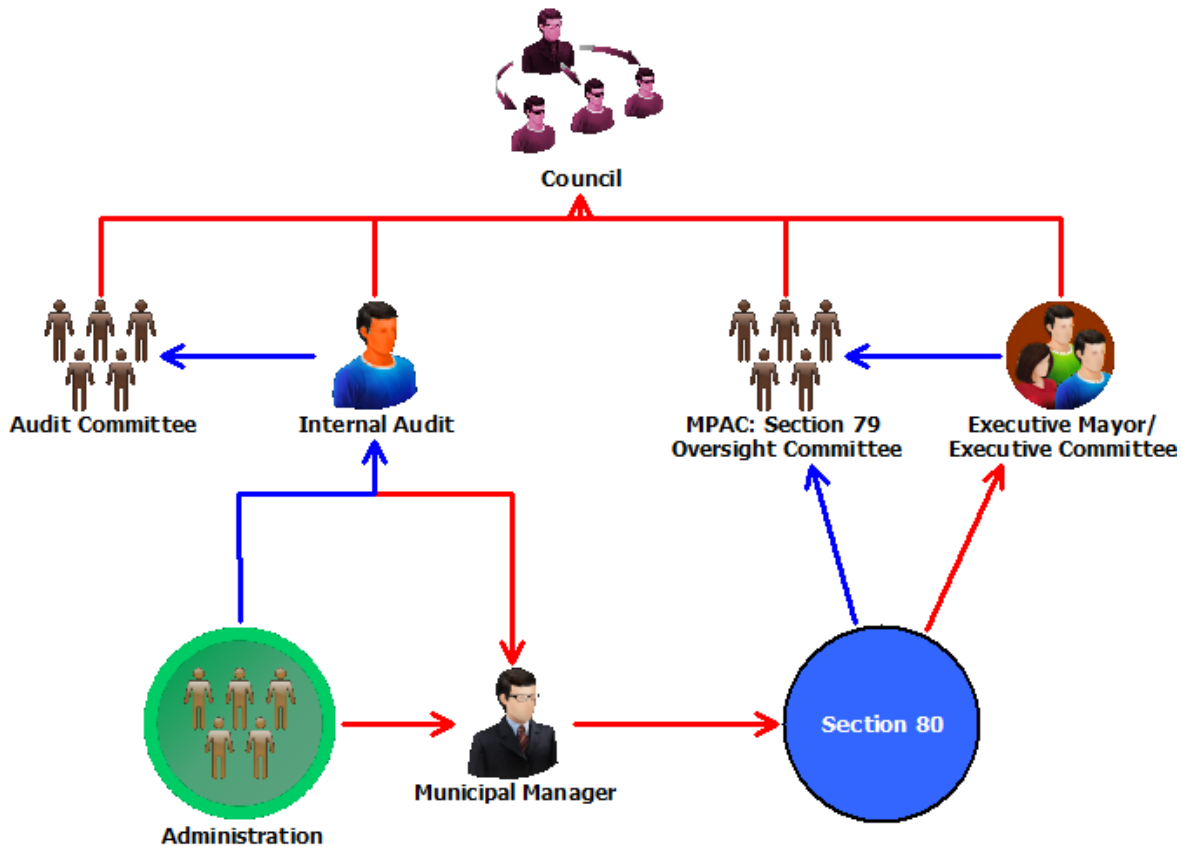 Council
Audit Committee
Internal Audit
MPAC: Section 79
Oversight Committee
Executive Mayor/
Executive Committee
Section 80
Municipal Manager
Administration